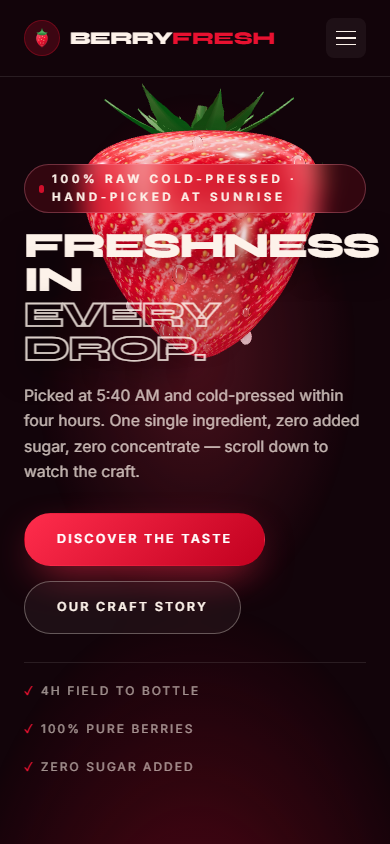 BERRYFRESH
100% RAW COLD-PRESSED ·
HAND-PICKED AT SUNRISE
FRESHNESS
IN
EVERY
DROP.
Picked at 5:40 AM and cold-pressed within
four hours. One single ingredient, zero added
sugar, zero concentrate — scroll down to
watch the craft.
DISCOVER THE TASTE
OUR CRAFT STORY
✓ 4H FIELD TO BOTTLE
✓ 100% PURE BERRIES
✓ ZERO SUGAR ADDED